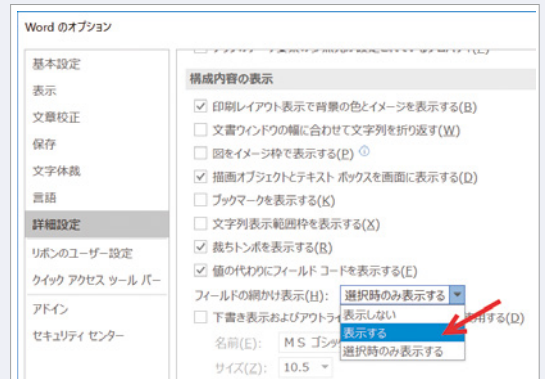 Word のオプション
基本設定
表示
文章校正
保存
文字体裁
言語
詳細設定
リボンのユーザー設定
クイック アクセス ツール バー
アドイン
セキュリティ センター
構成内容の表示
印刷レイアウト表示で背景の色とイメージを表示する(B)
文書ウィンドウの幅に合わせて文字列を折り返す(W)
図をイメージ枠で表示する(P)
描画オブジェクトとテキスト ボックスを画面に表示する(D)
ブックマークを表示する(K)
文字列表示範囲枠を表示する(X)
裁ちトンボを表示する(R)
値の代わりにフィールド コードを表示する(F)
フィールドの網かけ表示(H): 選択時のみ表示する
表示しない
表示する
選択時のみ表示する
下書き表示およびアウトライ 用する(D)
名前(E): ＭＳ ゴシッ
サイズ(Z): 10.5